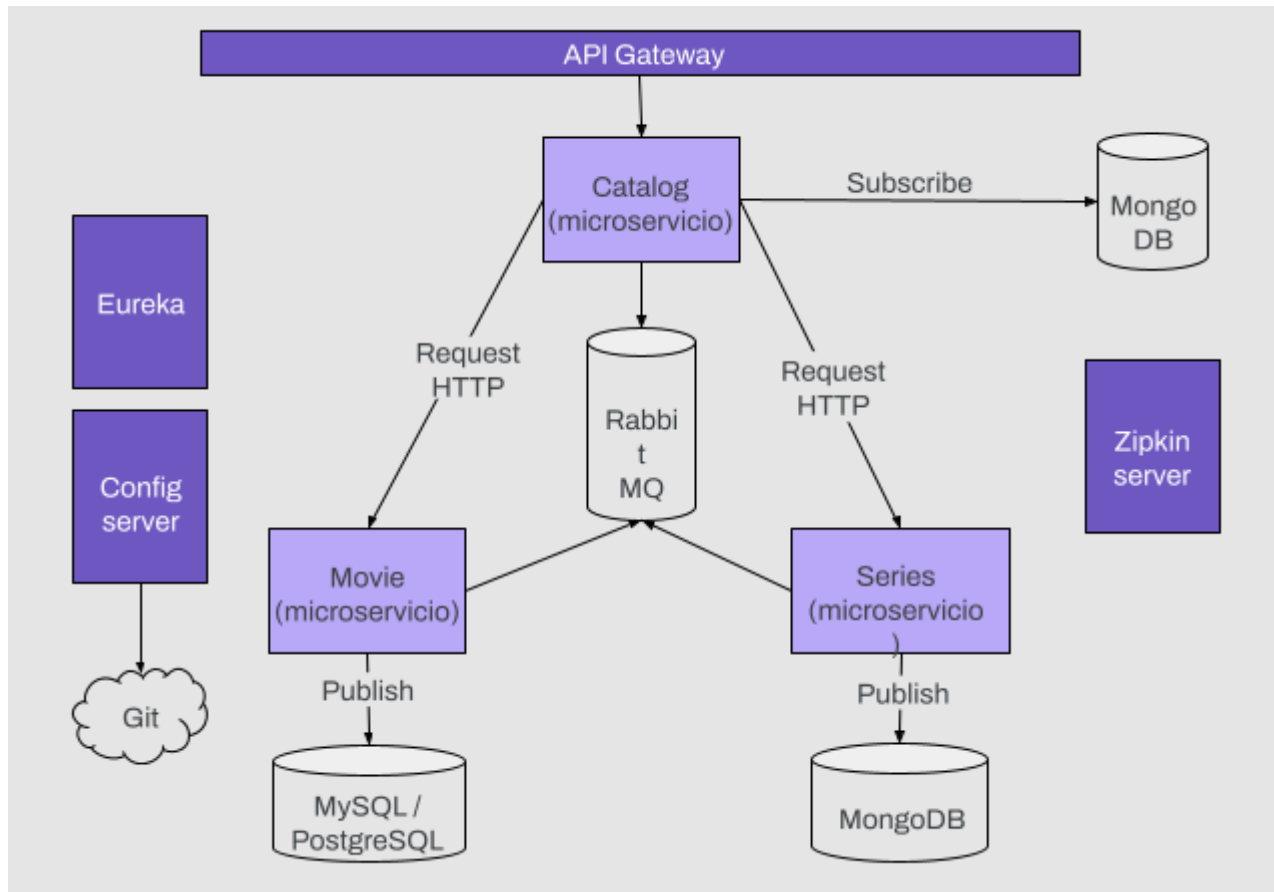 API Gateway
Catalog
(microservicio)
Subscribe
Mongo
DB
Eureka
Request
HTTP
Request
HTTP
Rabbi
t
MQ
Config
server
Zipkin
server
Movie
(microservicio)
Series
(microservicio
)
Publish
Publish
Git
MySQL /
PostgreSQL
MongoDB